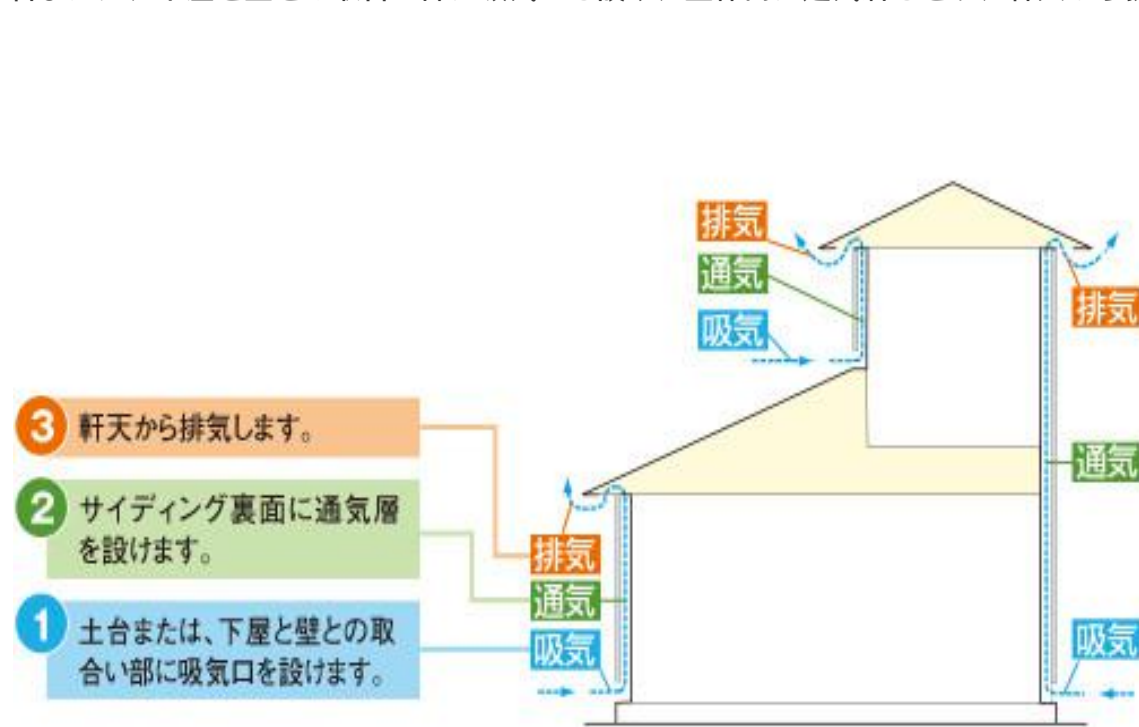 排気
通気
吸気
排気
3 軒天から排気します。
通気
2 サイディング裏面に通気層
を設けます。
排気
通気
1 土台または、下屋と壁との取
合い部に吸気口を設けます。
吸気
吸気